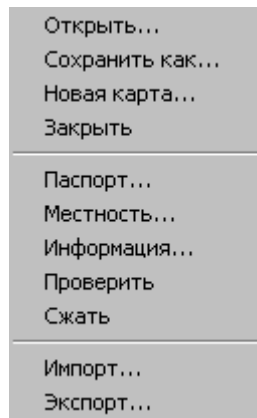 Открыть...
Сохранить как...
Новая карта...
Закрыть
Паспорт...
Местность...
Информация...
Проверить
Сжать
Импорт...
Экспорт...